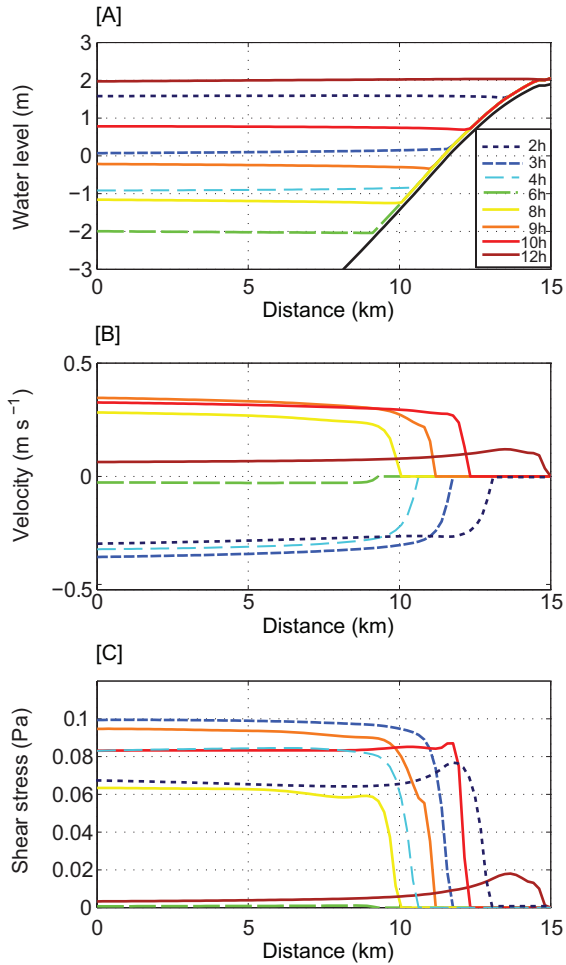 [A]
Water level (m)
3
2
1
0
−1
−2
−3
2h
3h
4h
6h
8h
9h
10h
12h
0
5
10
15
Distance (km)
[B]
Velocity (m s⁻¹)
0.5
0
−0.5
0
5
10
15
Distance (km)
[C]
Shear stress (Pa)
0.1
0.08
0.06
0.04
0.02
0
0
5
10
15
Distance (km)